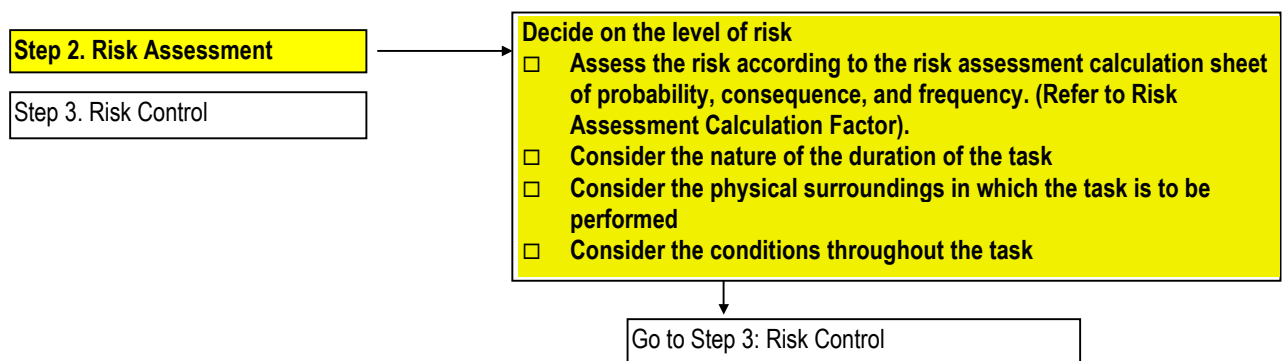 Step 2. Risk Assessment
Step 3. Risk Control
Decide on the level of risk
□ Assess the risk according to the risk assessment calculation sheet
of probability, consequence, and frequency. (Refer to Risk
Assessment Calculation Factor).
□ Consider the nature of the duration of the task
□ Consider the physical surroundings in which the task is to be
performed
□ Consider the conditions throughout the task
Go to Step 3: Risk Control